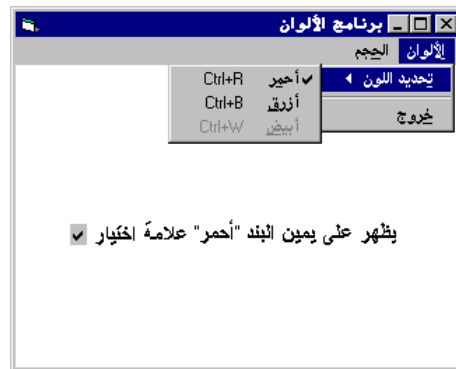 برنامج الألوان
الألوان الحجم
تحديد اللون
خروج
أحمر Ctrl+R
أزرق Ctrl+B
أبيض Ctrl+W
يظهر على يمين البند "أحمر" علامة اختيار